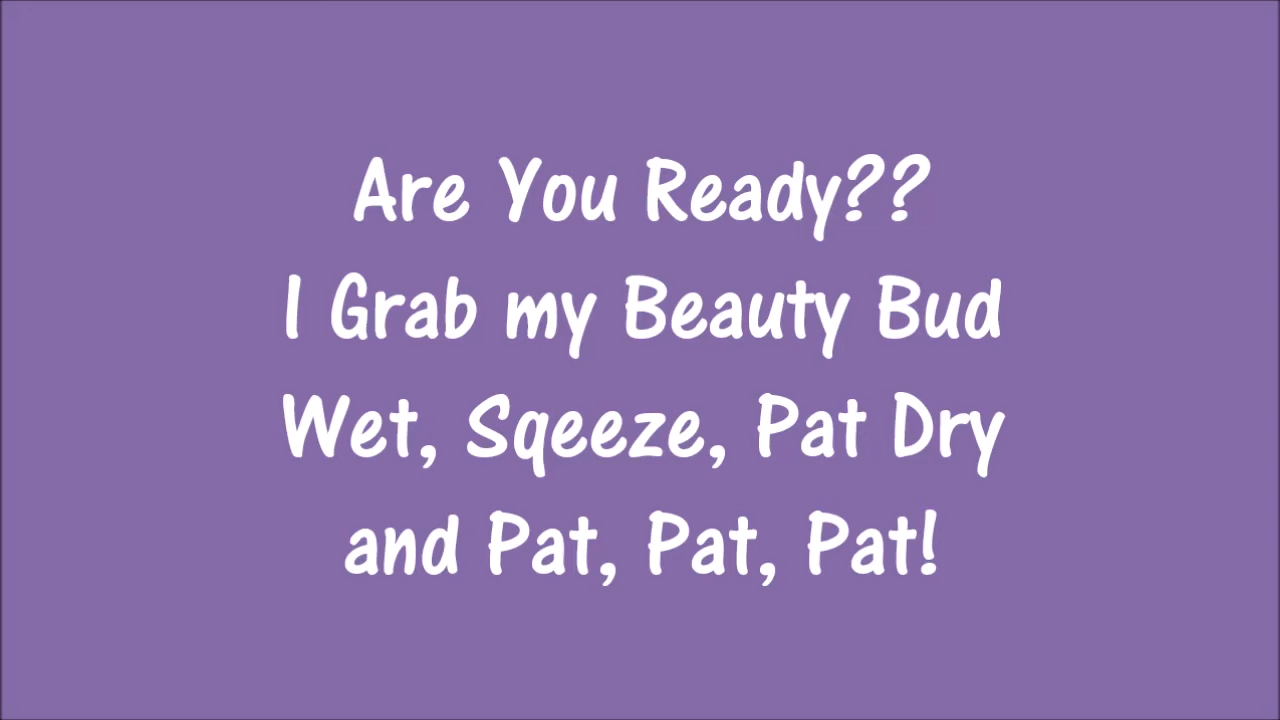 Are You Ready??
I Grab my Beauty Bud
Wet, Sqeeze, Pat Dry
and Pat, Pat, Pat!